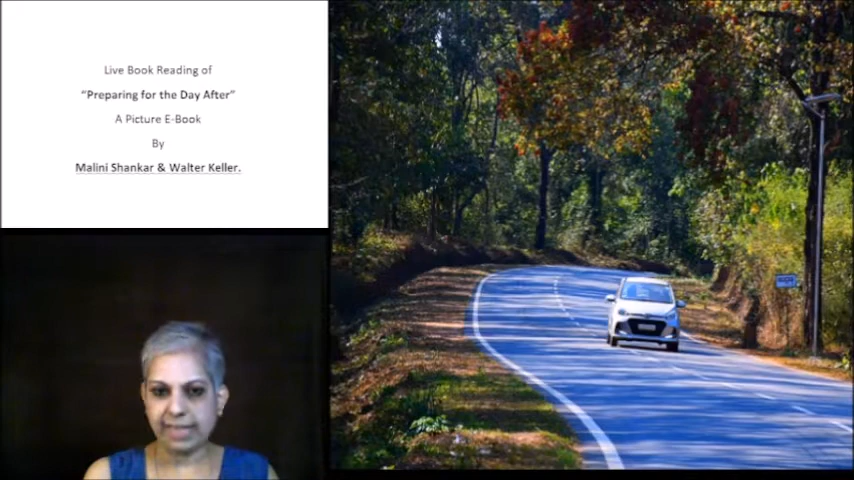 Live Book Reading of
“Preparing for the Day After”
A Picture E-Book
By
Malini Shankar & Walter Keller.